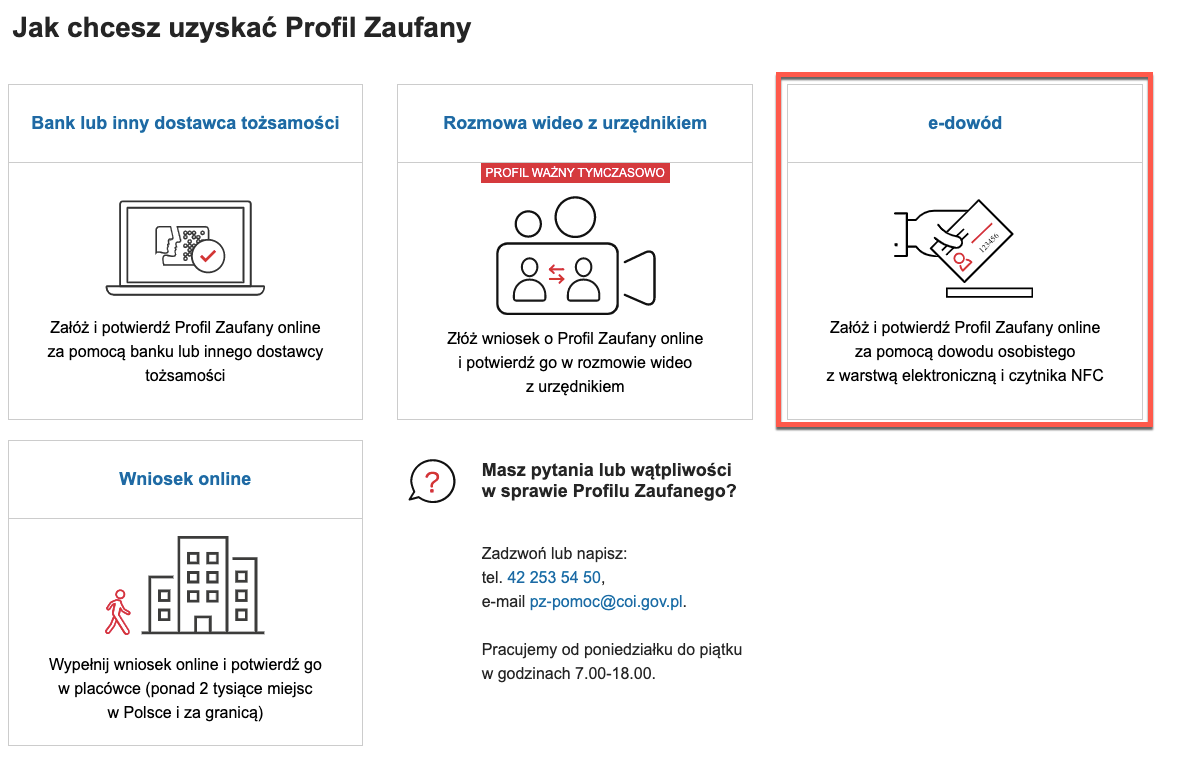 Jak chcesz uzyskać Profil Zaufany
Bank lub inny dostawca tożsamości
Załóż i potwierdź Profil Zaufany online
za pomocą banku lub innego dostawcy
tożsamości
Rozmowa wideo z urzędnikiem
PROFIL WAŻNY TYMCZASOWO
Złóż wniosek o Profil Zaufany online
i potwierdź go w rozmowie wideo
z urzędnikiem
e-dowód
123456
Załóż i potwierdź Profil Zaufany online
za pomocą dowodu osobistego
z warstwą elektroniczną i czytnika NFC
Wniosek online
Wypełnij wniosek online i potwierdź go
w placówce (ponad 2 tysiące miejsc
w Polsce i za granicą)
?
Masz pytania lub wątpliwości
w sprawie Profilu Zaufanego?
Zadzwoń lub napisz:
tel. 42 253 54 50,
e-mail pz-pomoc@coi.gov.pl.
Pracujemy od poniedziałku do piątku
w godzinach 7.00-18.00.